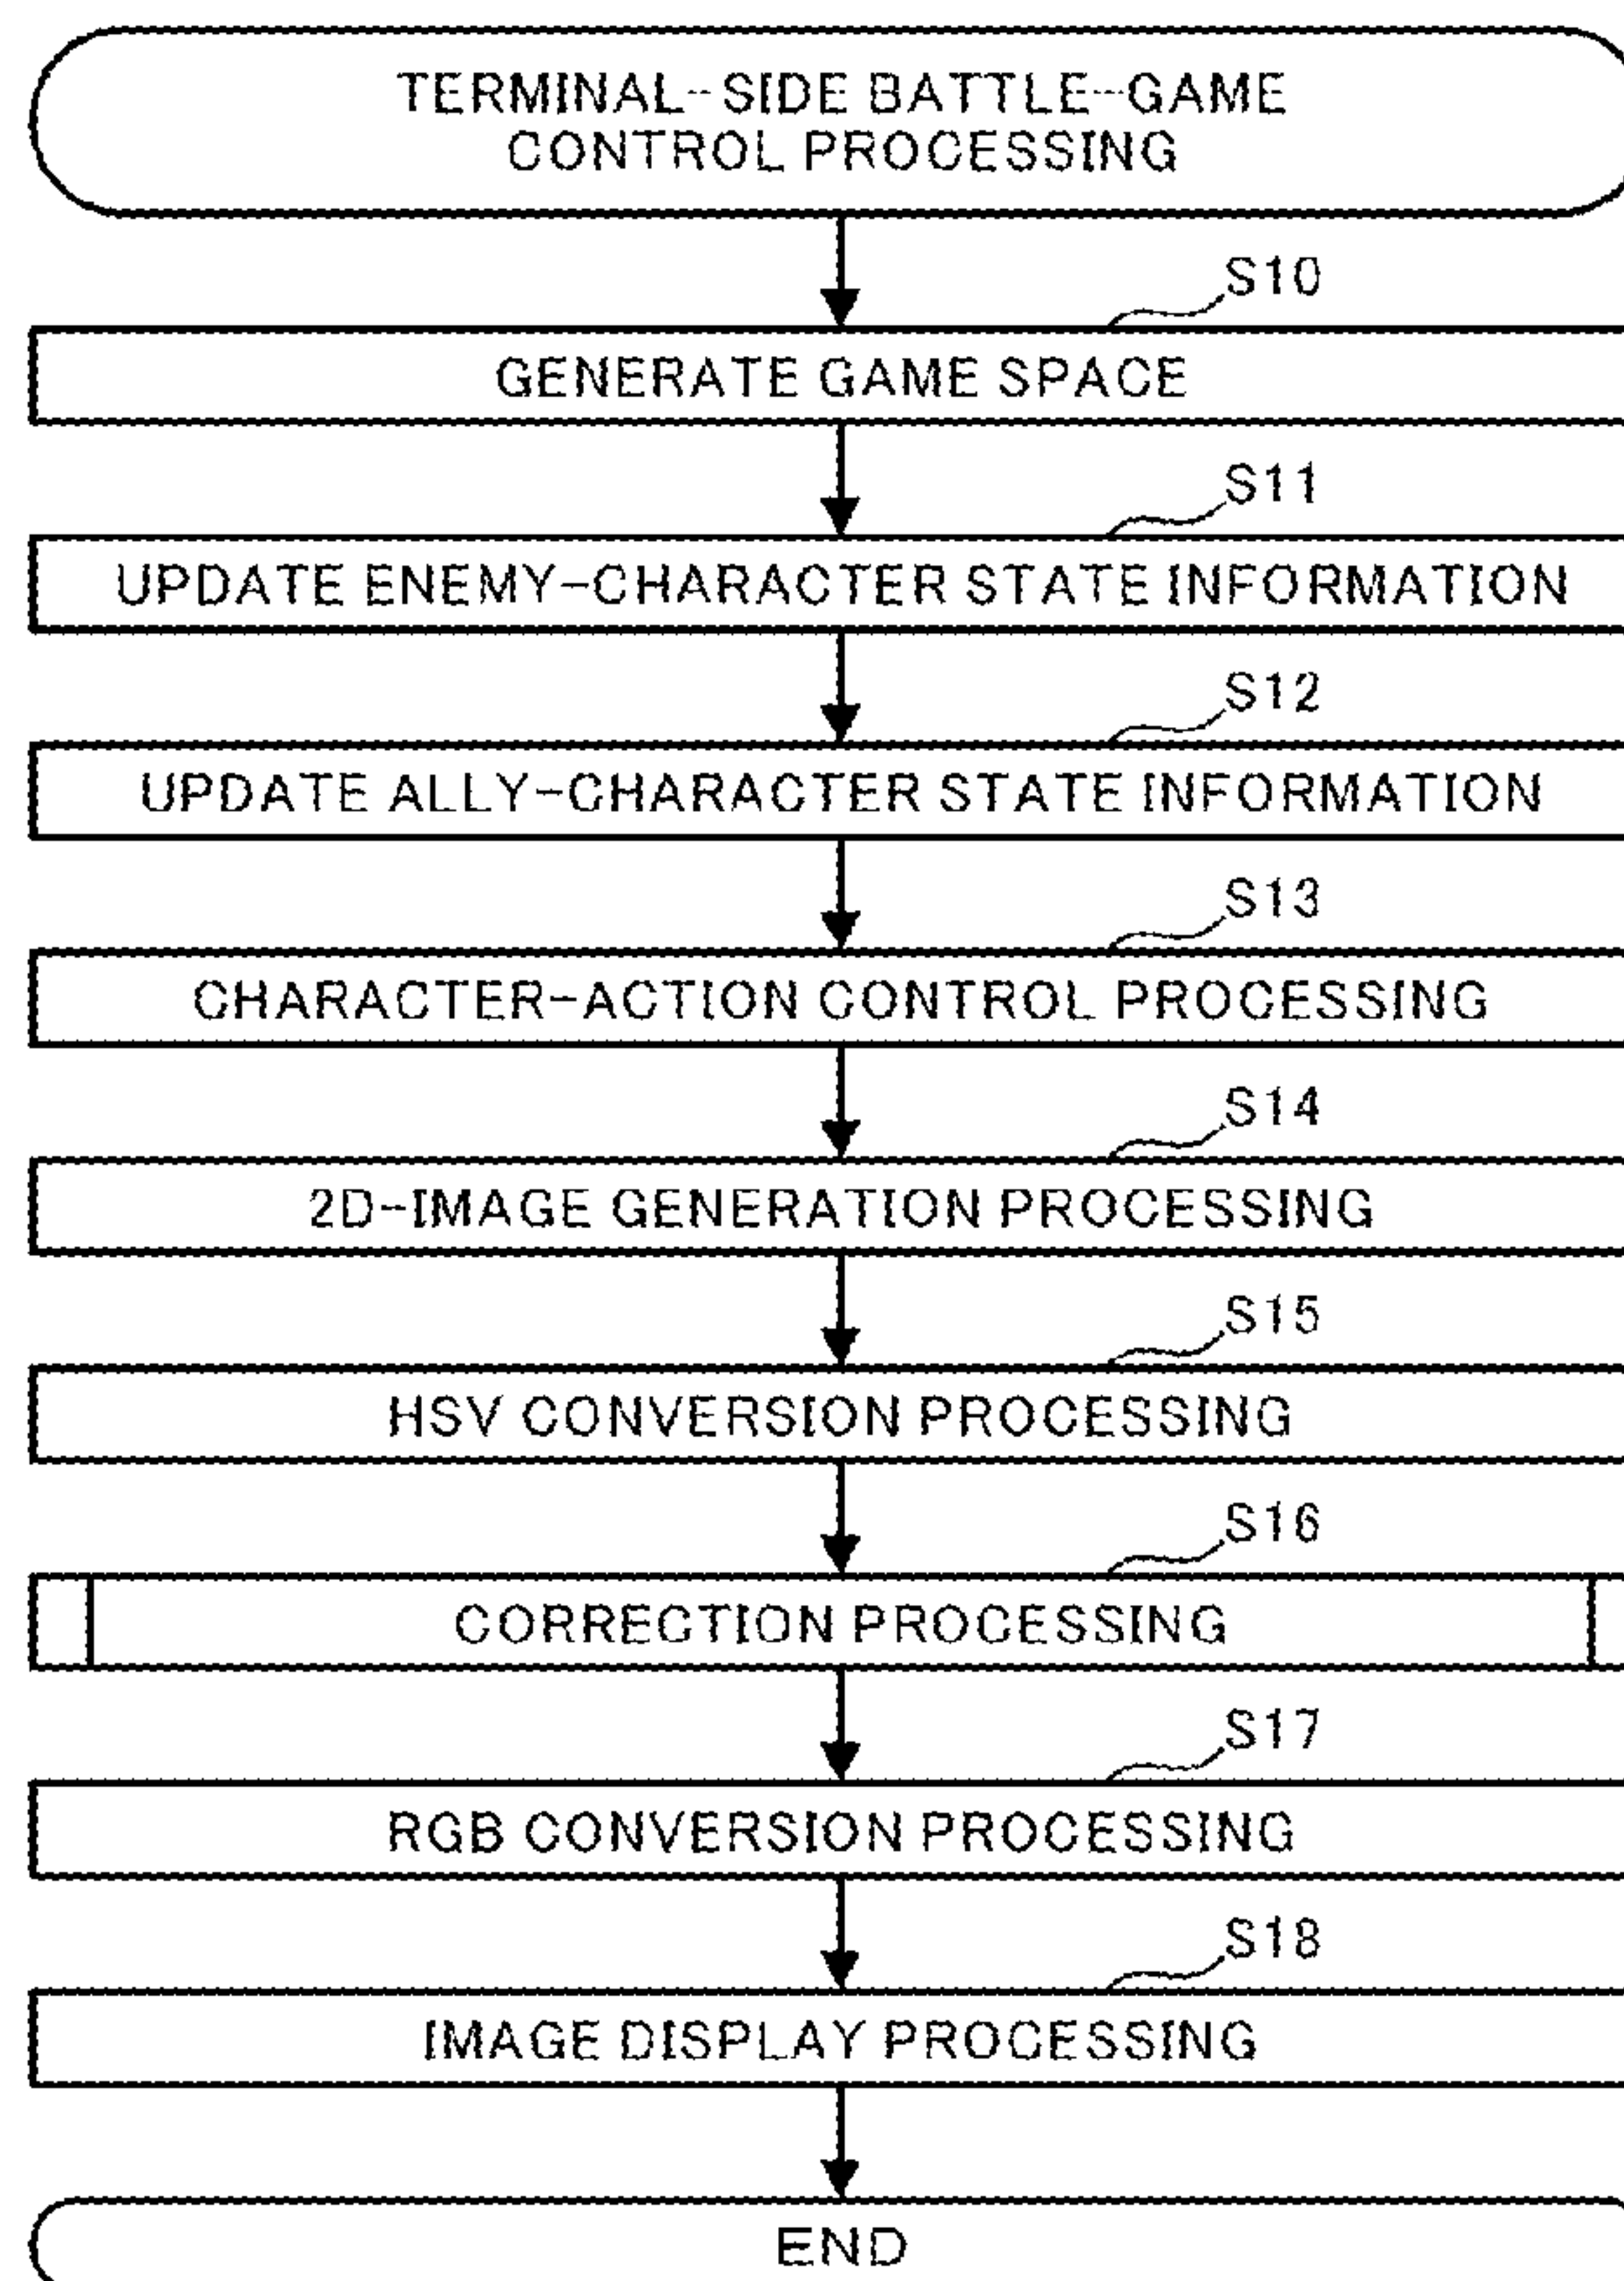 TERMINAL-SIDE BATTLE-GAME
CONTROL PROCESSING
S10
GENERATE GAME SPACE
S11
UPDATE ENEMY-CHARACTER STATE INFORMATION
S12
UPDATE ALLY-CHARACTER STATE INFORMATION
S13
CHARACTER-ACTION CONTROL PROCESSING
S14
2D-IMAGE GENERATION PROCESSING
S15
HSV CONVERSION PROCESSING
S16
CORRECTION PROCESSING
S17
RGB CONVERSION PROCESSING
S18
IMAGE DISPLAY PROCESSING
END